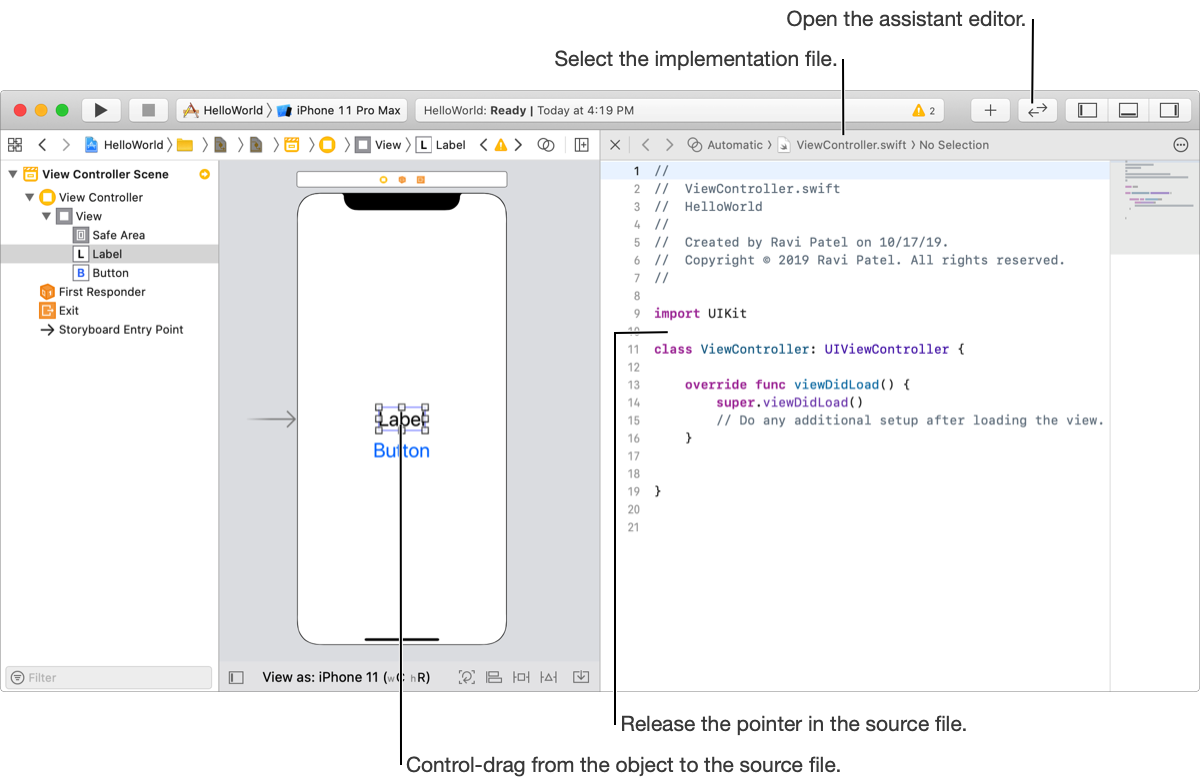 Open the assistant editor.
Select the implementation file.
HelloWorld iPhone 11 Pro Max
HelloWorld: Ready | Today at 4:19 PM
2
HelloWorld View L Label
Automatic ViewController.swift No Selection
View Controller Scene
View Controller
View
Safe Area
L Label
B Button
First Responder
Exit
Storyboard Entry Point
Filter
Label
Button
View as: iPhone 11 (wC hR)
1 //
2 //  ViewController.swift
3 //  HelloWorld
4 //
5 //  Created by Ravi Patel on 10/17/19.
6 //  Copyright © 2019 Ravi Patel. All rights reserved.
7 //
8
9 import UIKit
10
11 class ViewController: UIViewController {
12
13     override func viewDidLoad() {
14         super.viewDidLoad()
15         // Do any additional setup after loading the view.
16     }
17
18
19 }
20
21
Release the pointer in the source file.
Control-drag from the object to the source file.